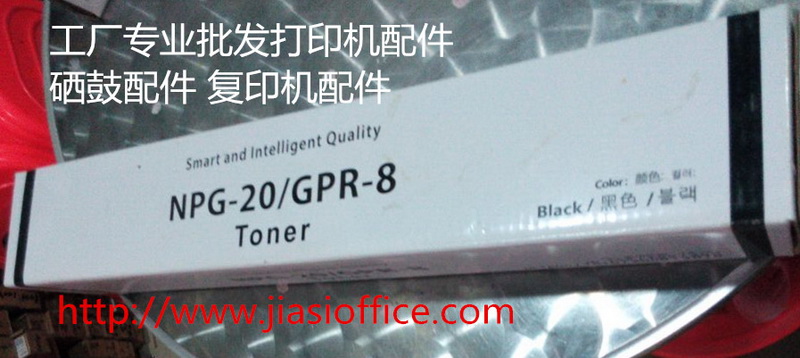 工厂专业批发打印机配件
硒鼓配件 复印机配件
Smart and Intelligent Quality
NPG-20/GPR-8
Toner
Color: 颜色: 컬러:
Black / 黑色 / 블랙
http://www.jiasioffice.com